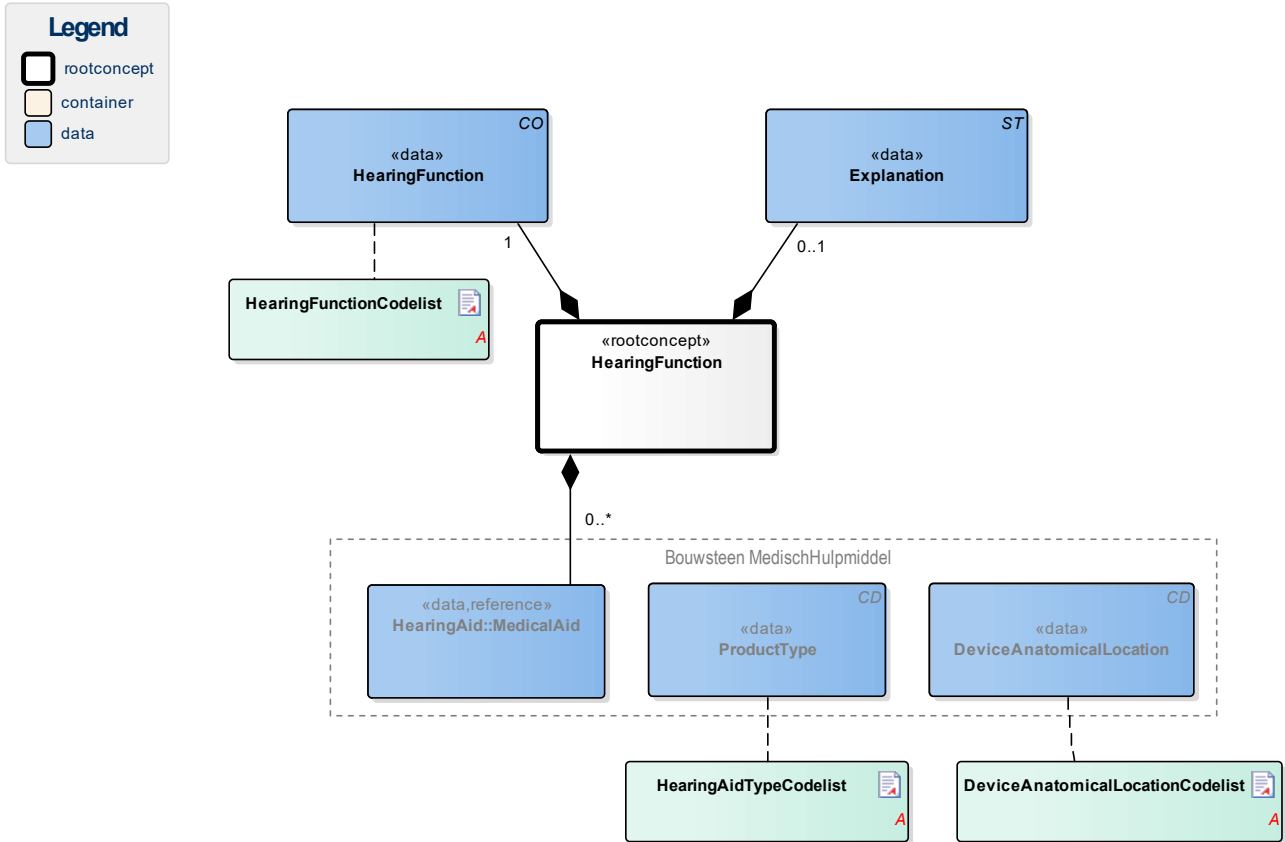 Legend
rootconcept
container
data
CO
«data»
HearingFunction
ST
«data»
Explanation
1
0..1
HearingFunctionCodelist
A
«rootconcept»
HearingFunction
0..*
Bouwsteen MedischHulpmiddel
«data,reference»
HearingAid::MedicalAid
CD
«data»
ProductType
CD
«data»
DeviceAnatomicalLocation
HearingAidTypeCodelist
A
DeviceAnatomicalLocationCodelist
A